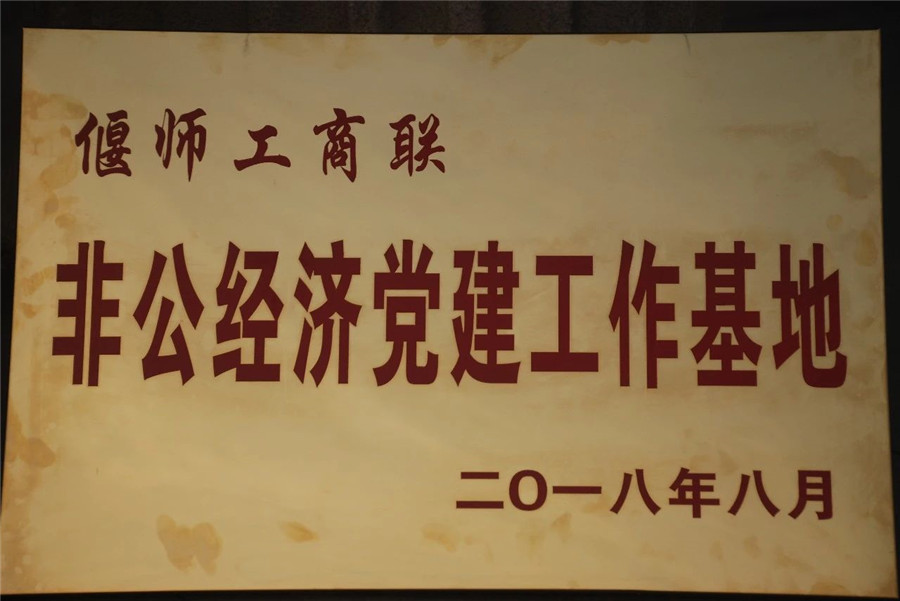 偃师工商联
非公经济党建工作基地
二〇一八年八月